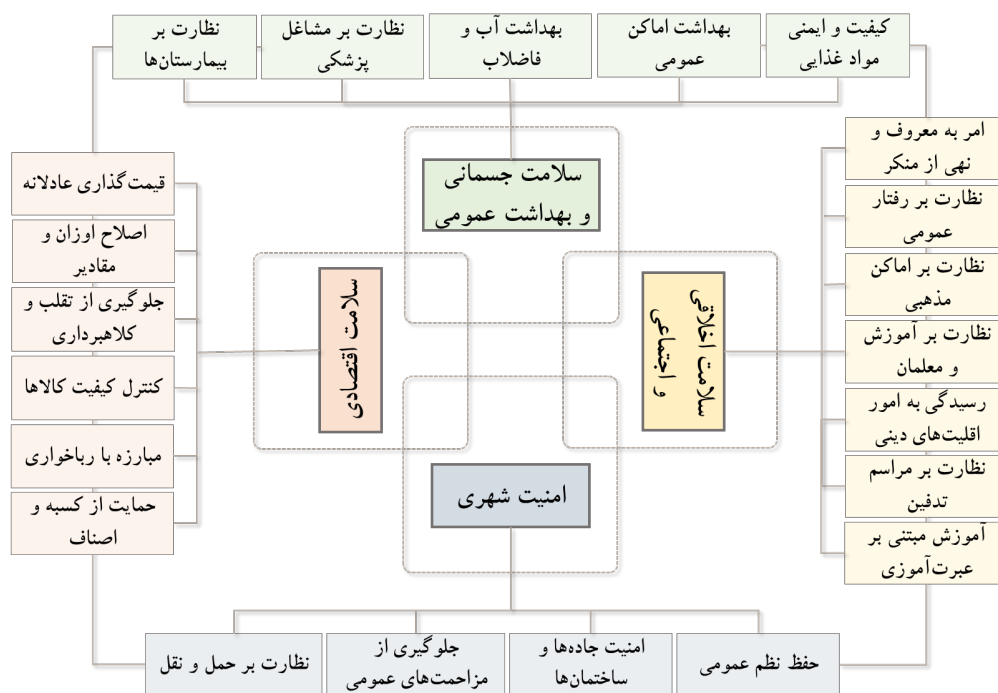 کیفیت و ایمنی
مواد غذایی
بهداشت اماکن
عمومی
بهداشت آب و
فاضلاب
نظارت بر مشاغل
پزشکی
نظارت بر
بیمارستان‌ها
سلامت جسمانی
و بهداشت عمومی
امر به معروف و
نهی از منکر
نظارت بر رفتار
عمومی
نظارت بر اماکن
مذهبی
نظارت بر آموزش
و معلمان
رسیدگی به امور
اقلیت‌های دینی
نظارت بر مراسم
تدفین
آموزش مبتنی بر
عبرت‌آموزی
سلامت اخلاقی
و اجتماعی
سلامت اقتصادی
قیمت‌گذاری عادلانه
اصلاح اوزان و
مقادیر
جلوگیری از تقلب و
کلاهبرداری
کنترل کیفیت کالاها
مبارزه با رباخواری
حمایت از کسبه و
اصناف
امنیت شهری
حفظ نظم عمومی
امنیت جاده‌ها و
ساختمان‌ها
جلوگیری از
مزاحمت‌های عمومی
نظارت بر حمل و نقل